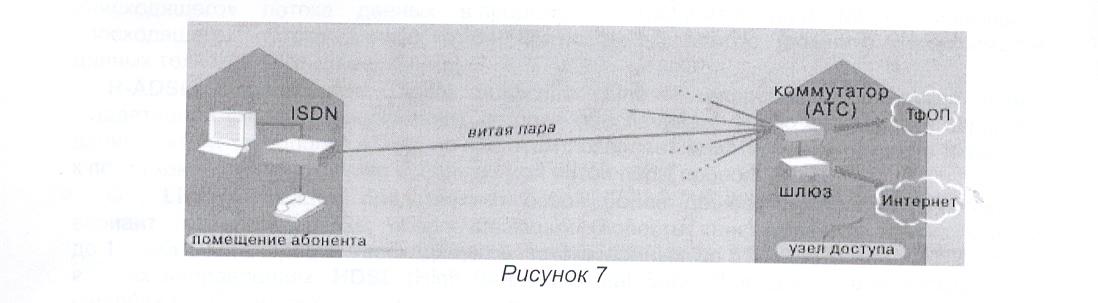 ISDN
витая пара
помещение абонента
коммутатор
(АТС)
ТфОП
шлюз
Интернет
узел доступа
Рисунок 7